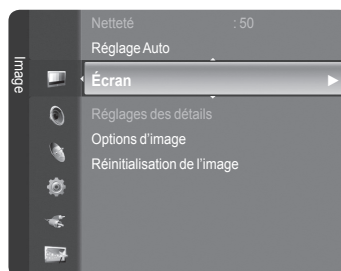 Image
Netteté : 50
Réglage Auto
Écran
Réglages des détails
Options d'image
Réinitialisation de l'image